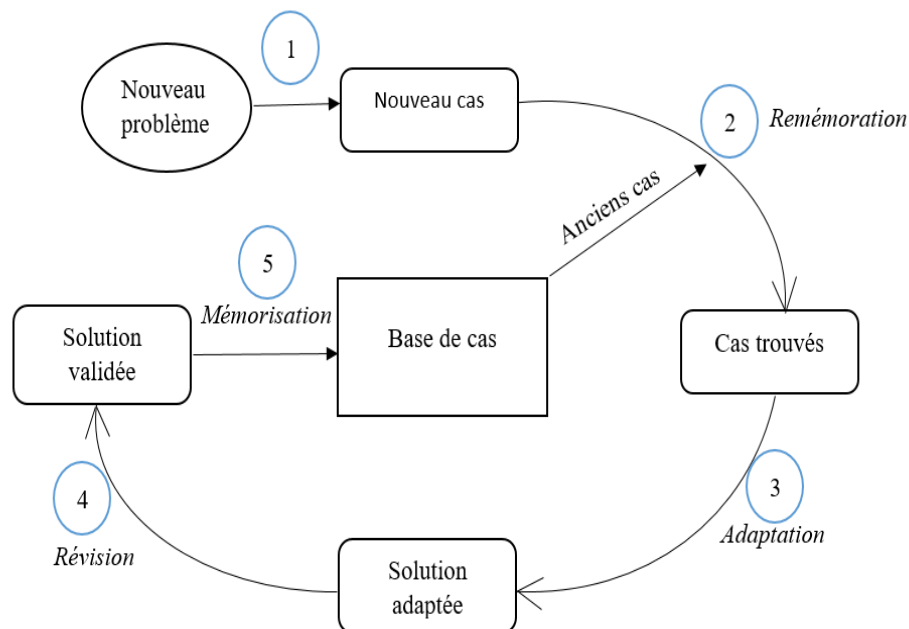 1
Nouveau
problème
Nouveau cas
2
Remémoration
Anciens cas
5
Mémorisation
Solution
validée
Base de cas
Cas trouvés
4
Révision
3
Adaptation
Solution
adaptée